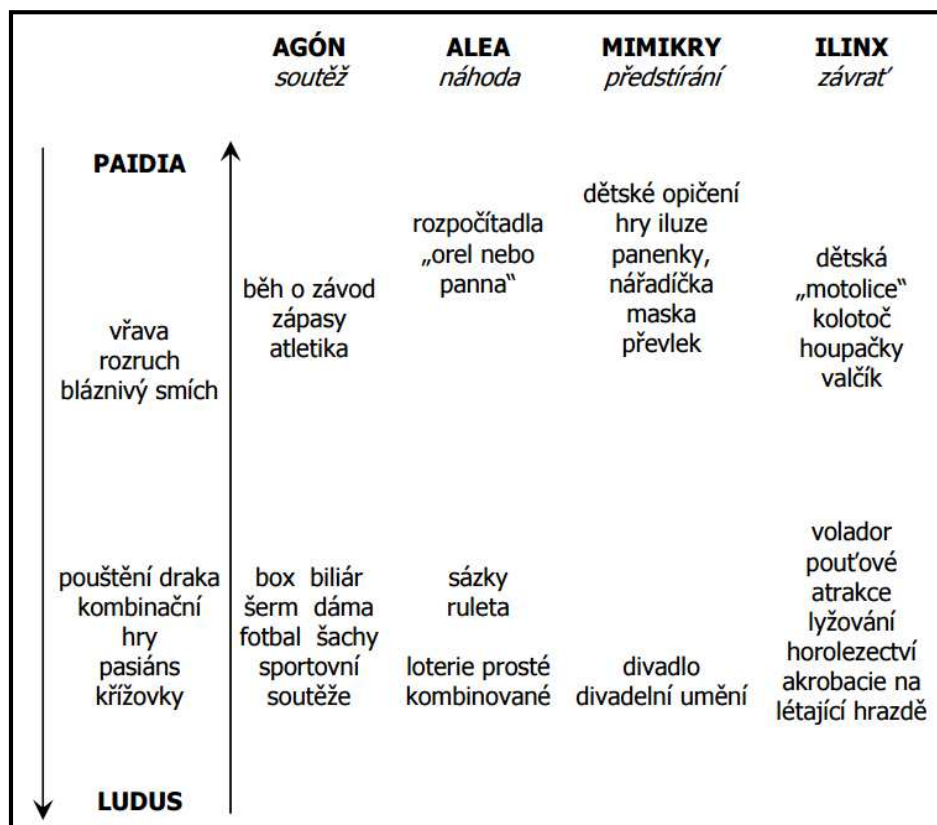 AGÓN
soutěž
ALEA
náhoda
MIMIKRY
předstírání
ILINX
závrať
PAIDIA
vřava
rozruch
bláznivý smích
běh o závod
zápasy
atletika
rozpočítadla
„orel nebo
panna“
dětské opičení
hry iluze
panenky,
nářadíčka
maska
převlek
dětská
„motolice“
kolotoč
houpačky
valčík
pouštění draka
kombinační
hry
pasiáns
křížovky
box biliár
šerm dáma
fotbal šachy
sportovní
soutěže
sázky
ruleta
loterie prosté
kombinované
divadlo
divadelní umění
volador
pouťové
atrakce
lyžování
horolezectví
akrobacie na
létající hrazdě
LUDUS